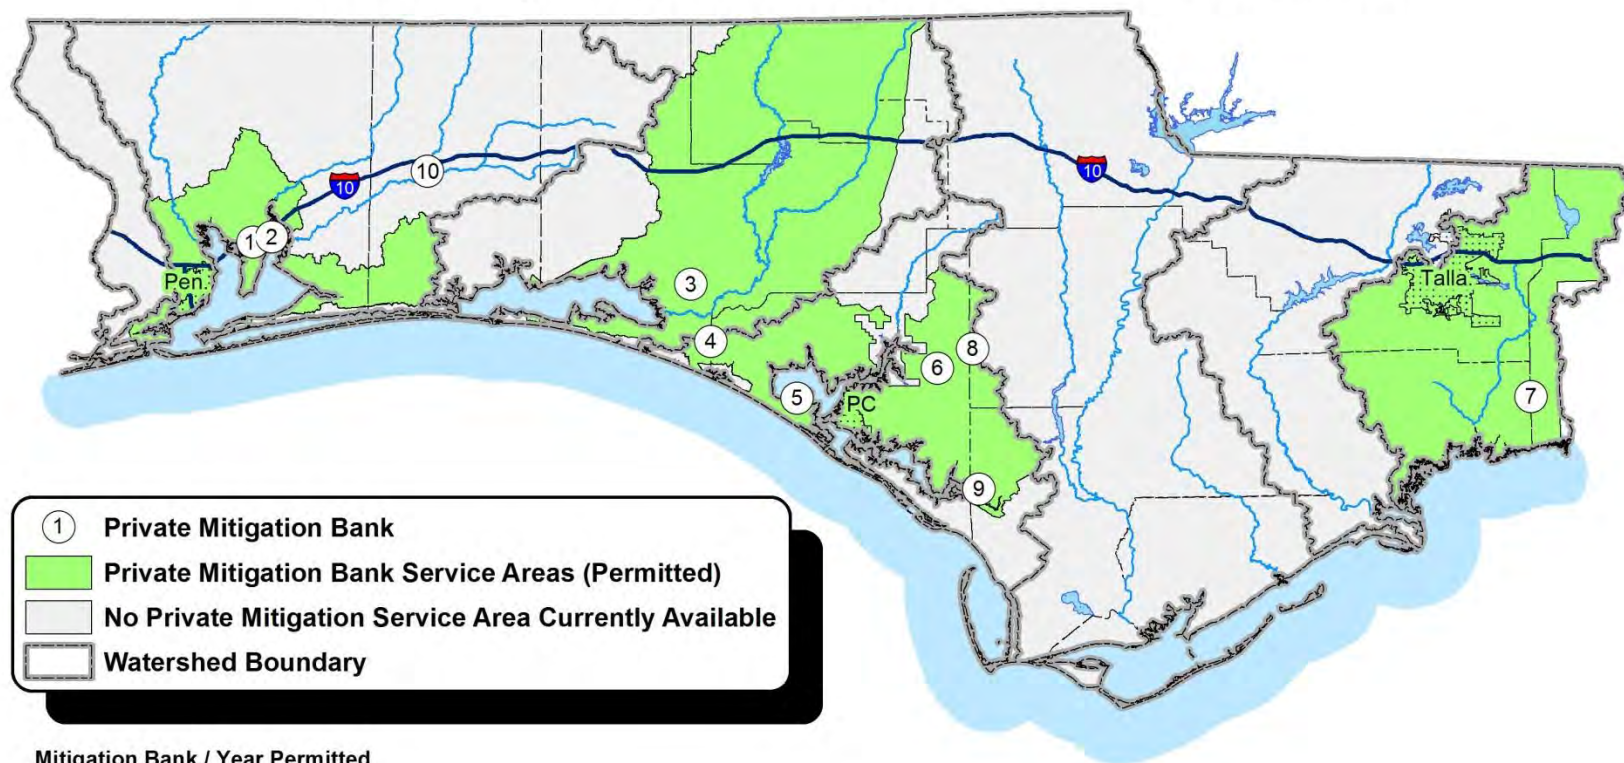 10
10
10
1
2
Pen
3
4
5
PC
6
8
9
Talla
7
1 Private Mitigation Bank
Private Mitigation Bank Service Areas (Permitted)
No Private Mitigation Service Area Currently Available
Watershed Boundary
Mitigation Bank / Year Permitted